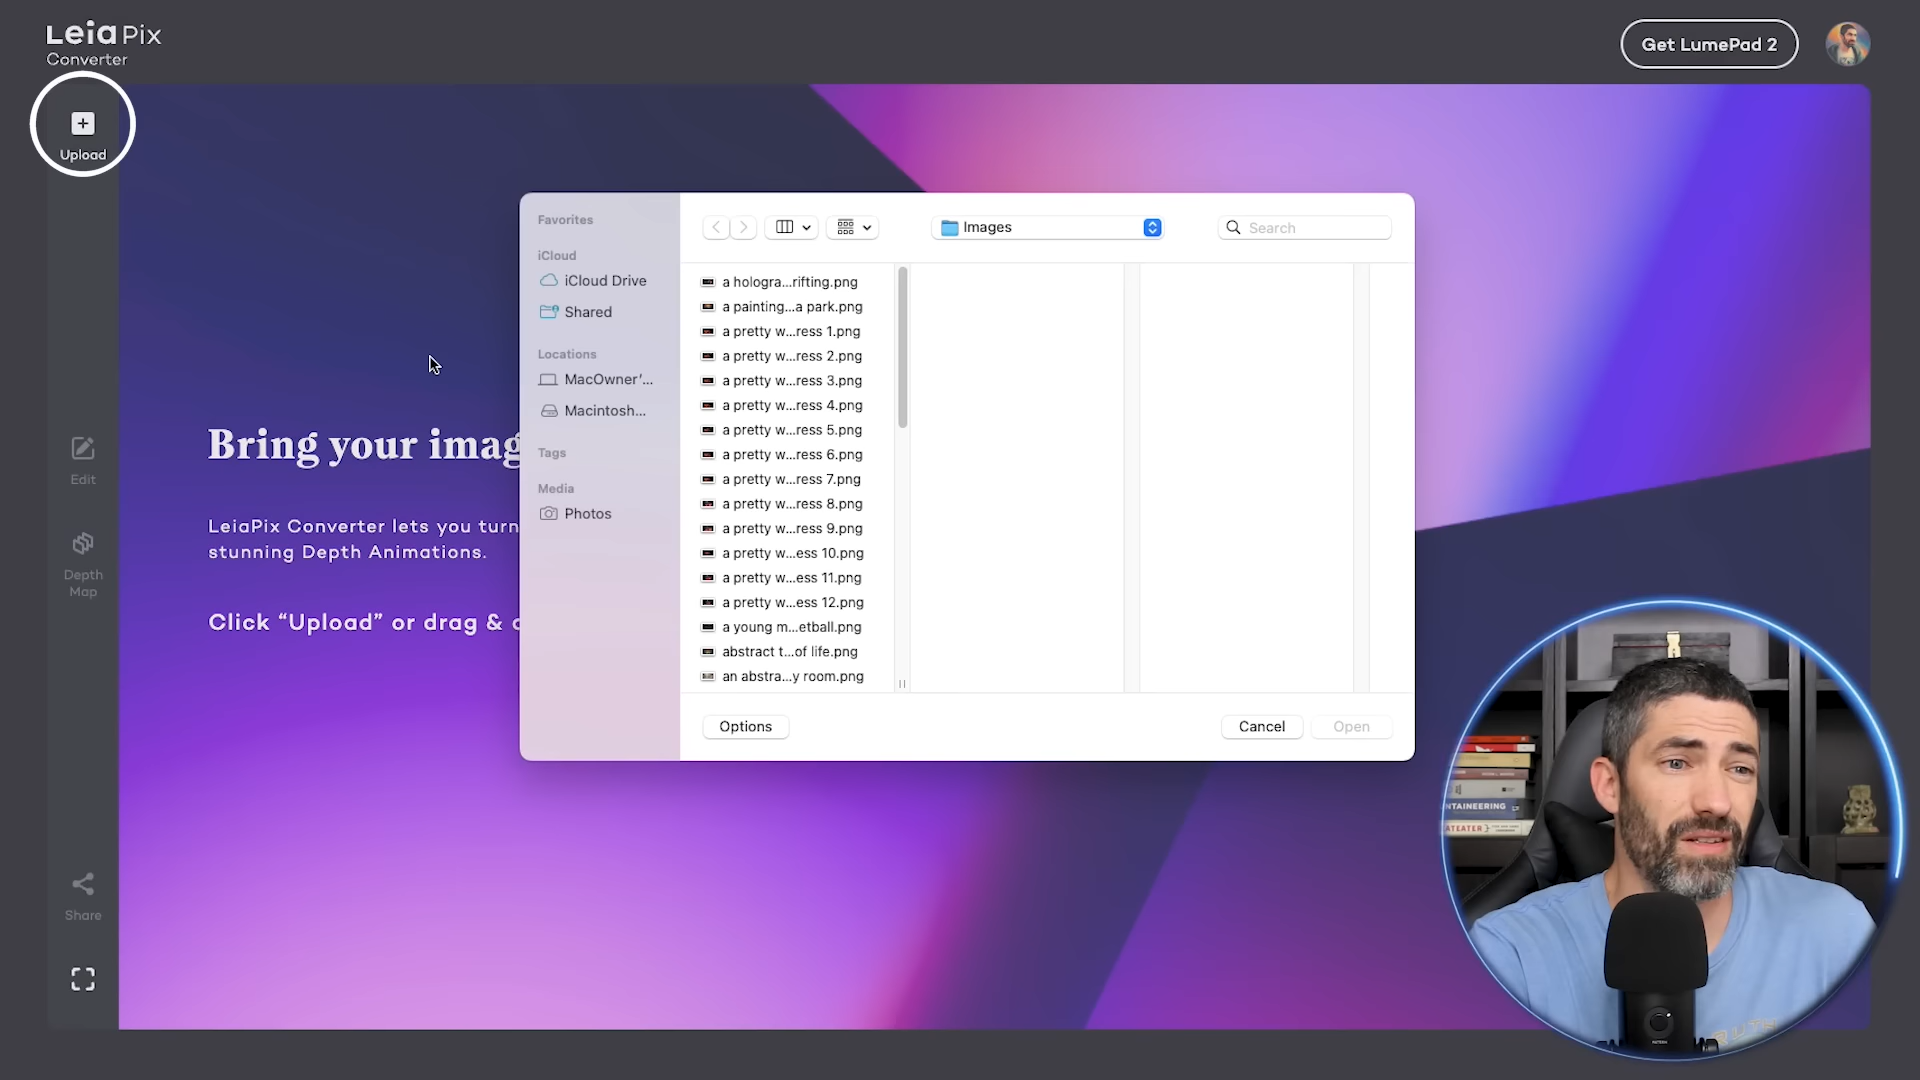 Leia Pix
Converter
Get LumePad 2
Upload
Edit
Depth
Map
Share
Bring your imag
LeiaPix Converter lets you turn
stunning Depth Animations.
Click “Upload” or drag &
Favorites
iCloud
iCloud Drive
Shared
Locations
MacOwner’...
Macintosh...
Tags
Media
Photos
Images
Search
a hologra...rifting.png
a painting...a park.png
a pretty w...ress 1.png
a pretty w...ress 2.png
a pretty w...ress 3.png
a pretty w...ress 4.png
a pretty w...ress 5.png
a pretty w...ress 6.png
a pretty w...ress 7.png
a pretty w...ress 8.png
a pretty w...ress 9.png
a pretty w...ess 10.png
a pretty w...ess 11.png
a pretty w...ess 12.png
a young m...etball.png
abstract t...of life.png
an abstra...y room.png
Options
Cancel
Open
NTAINEERING
EATER